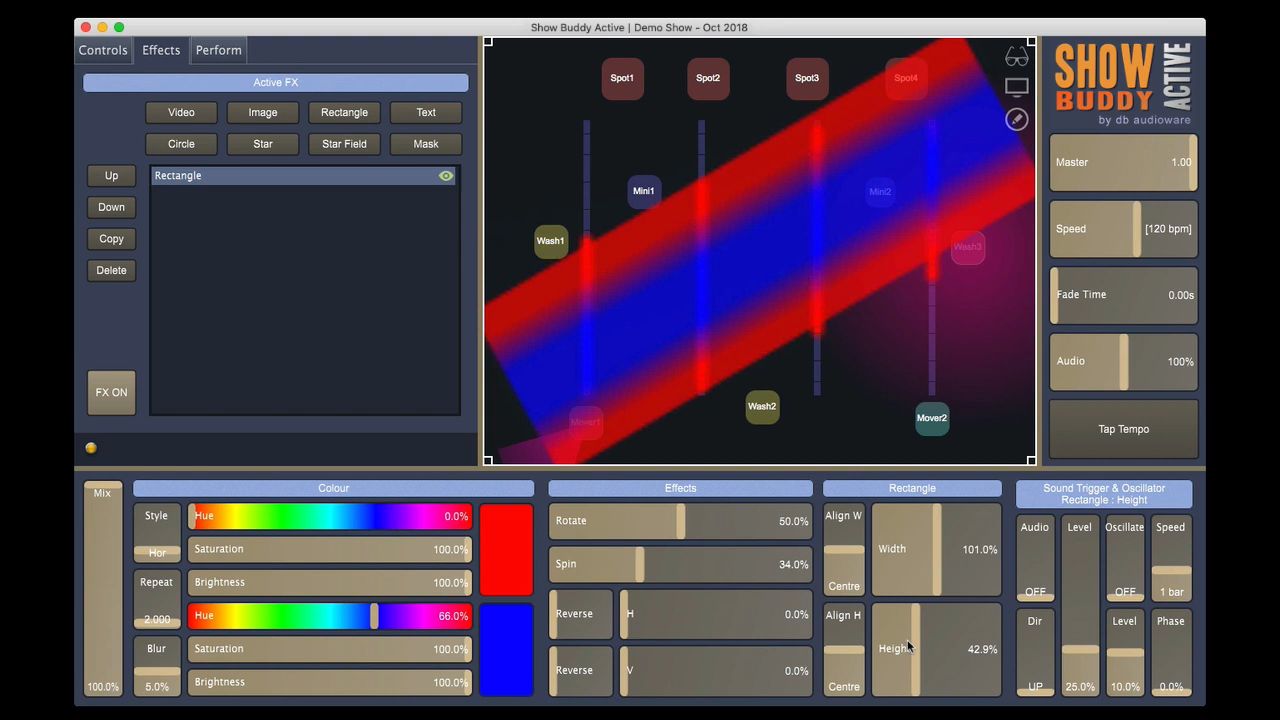 Show Buddy Active | Demo Show - Oct 2018
Controls Effects Perform
Active FX
Video Image Rectangle Text
Circle Star Star Field Mask
Up
Down
Copy
Delete
Rectangle
FX ON
Spot1 Spot2 Spot3 Spot4
Mini1 Mini2
Wash1 Wash3
Wash2
Mover1 Mover2
SHOW
BUDDY
ACTIVE
by db audioware
Master 1.00
Speed [120 bpm]
Fade Time 0.00s
Audio 100%
Tap Tempo
Mix
100.0%
Colour
Style
Hor
Hue 0.0%
Saturation 100.0%
Repeat
2.000
Brightness 100.0%
Hue 66.0%
Blur
5.0%
Saturation 100.0%
Brightness 100.0%
Effects
Rotate 50.0%
Spin 34.0%
Reverse H 0.0%
Reverse V 0.0%
Rectangle
Align W
Centre
Width 101.0%
Align H
Centre
Height 42.9%
Sound Trigger & Oscillator
Rectangle : Height
Audio Level Oscillate Speed
OFF OFF 1 bar
Dir Level Phase
UP 25.0% 10.0% 0.0%